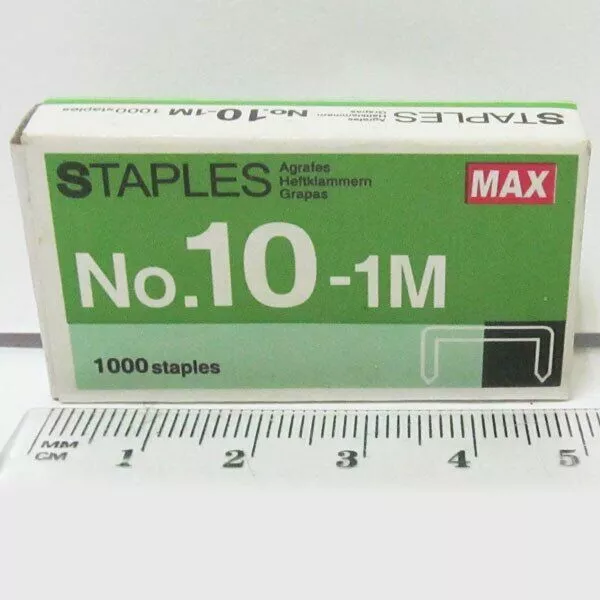 STAPLES Agrafes Heftklammern Grapas No.10-1M 1000staples
STAPLES
Agrafes
Heftklammern
Grapas
MAX
No.10-1M
1000 staples
MM
CM 1 2 3 4 5